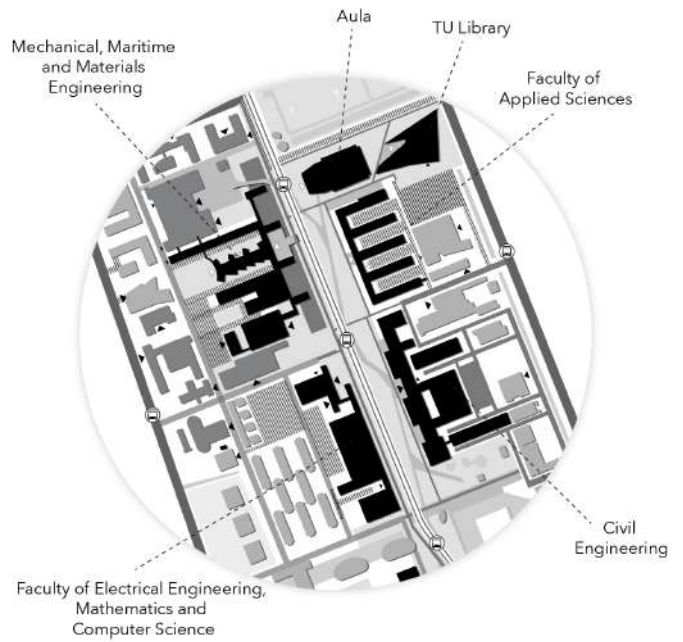 Aula
TU Library
Mechanical, Maritime
and Materials
Engineering
Faculty of
Applied Sciences
Civil
Engineering
Faculty of Electrical Engineering,
Mathematics and
Computer Science